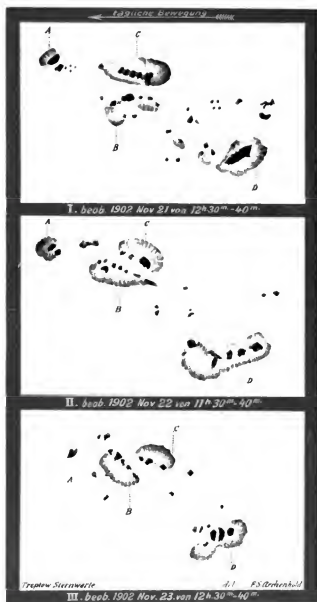 tägliche Bewegung
A
C
B
D
I. beob. 1902 Nov 21 von 12h 30m-40m.
A
C
B
D
II. beob. 1902 Nov 22 von 11h 30m-40m.
C
A
B
D
Treptow Sternwarte del. F.S. Archenhold
III. beob. 1902 Nov. 23 von 12h 30m-40m.